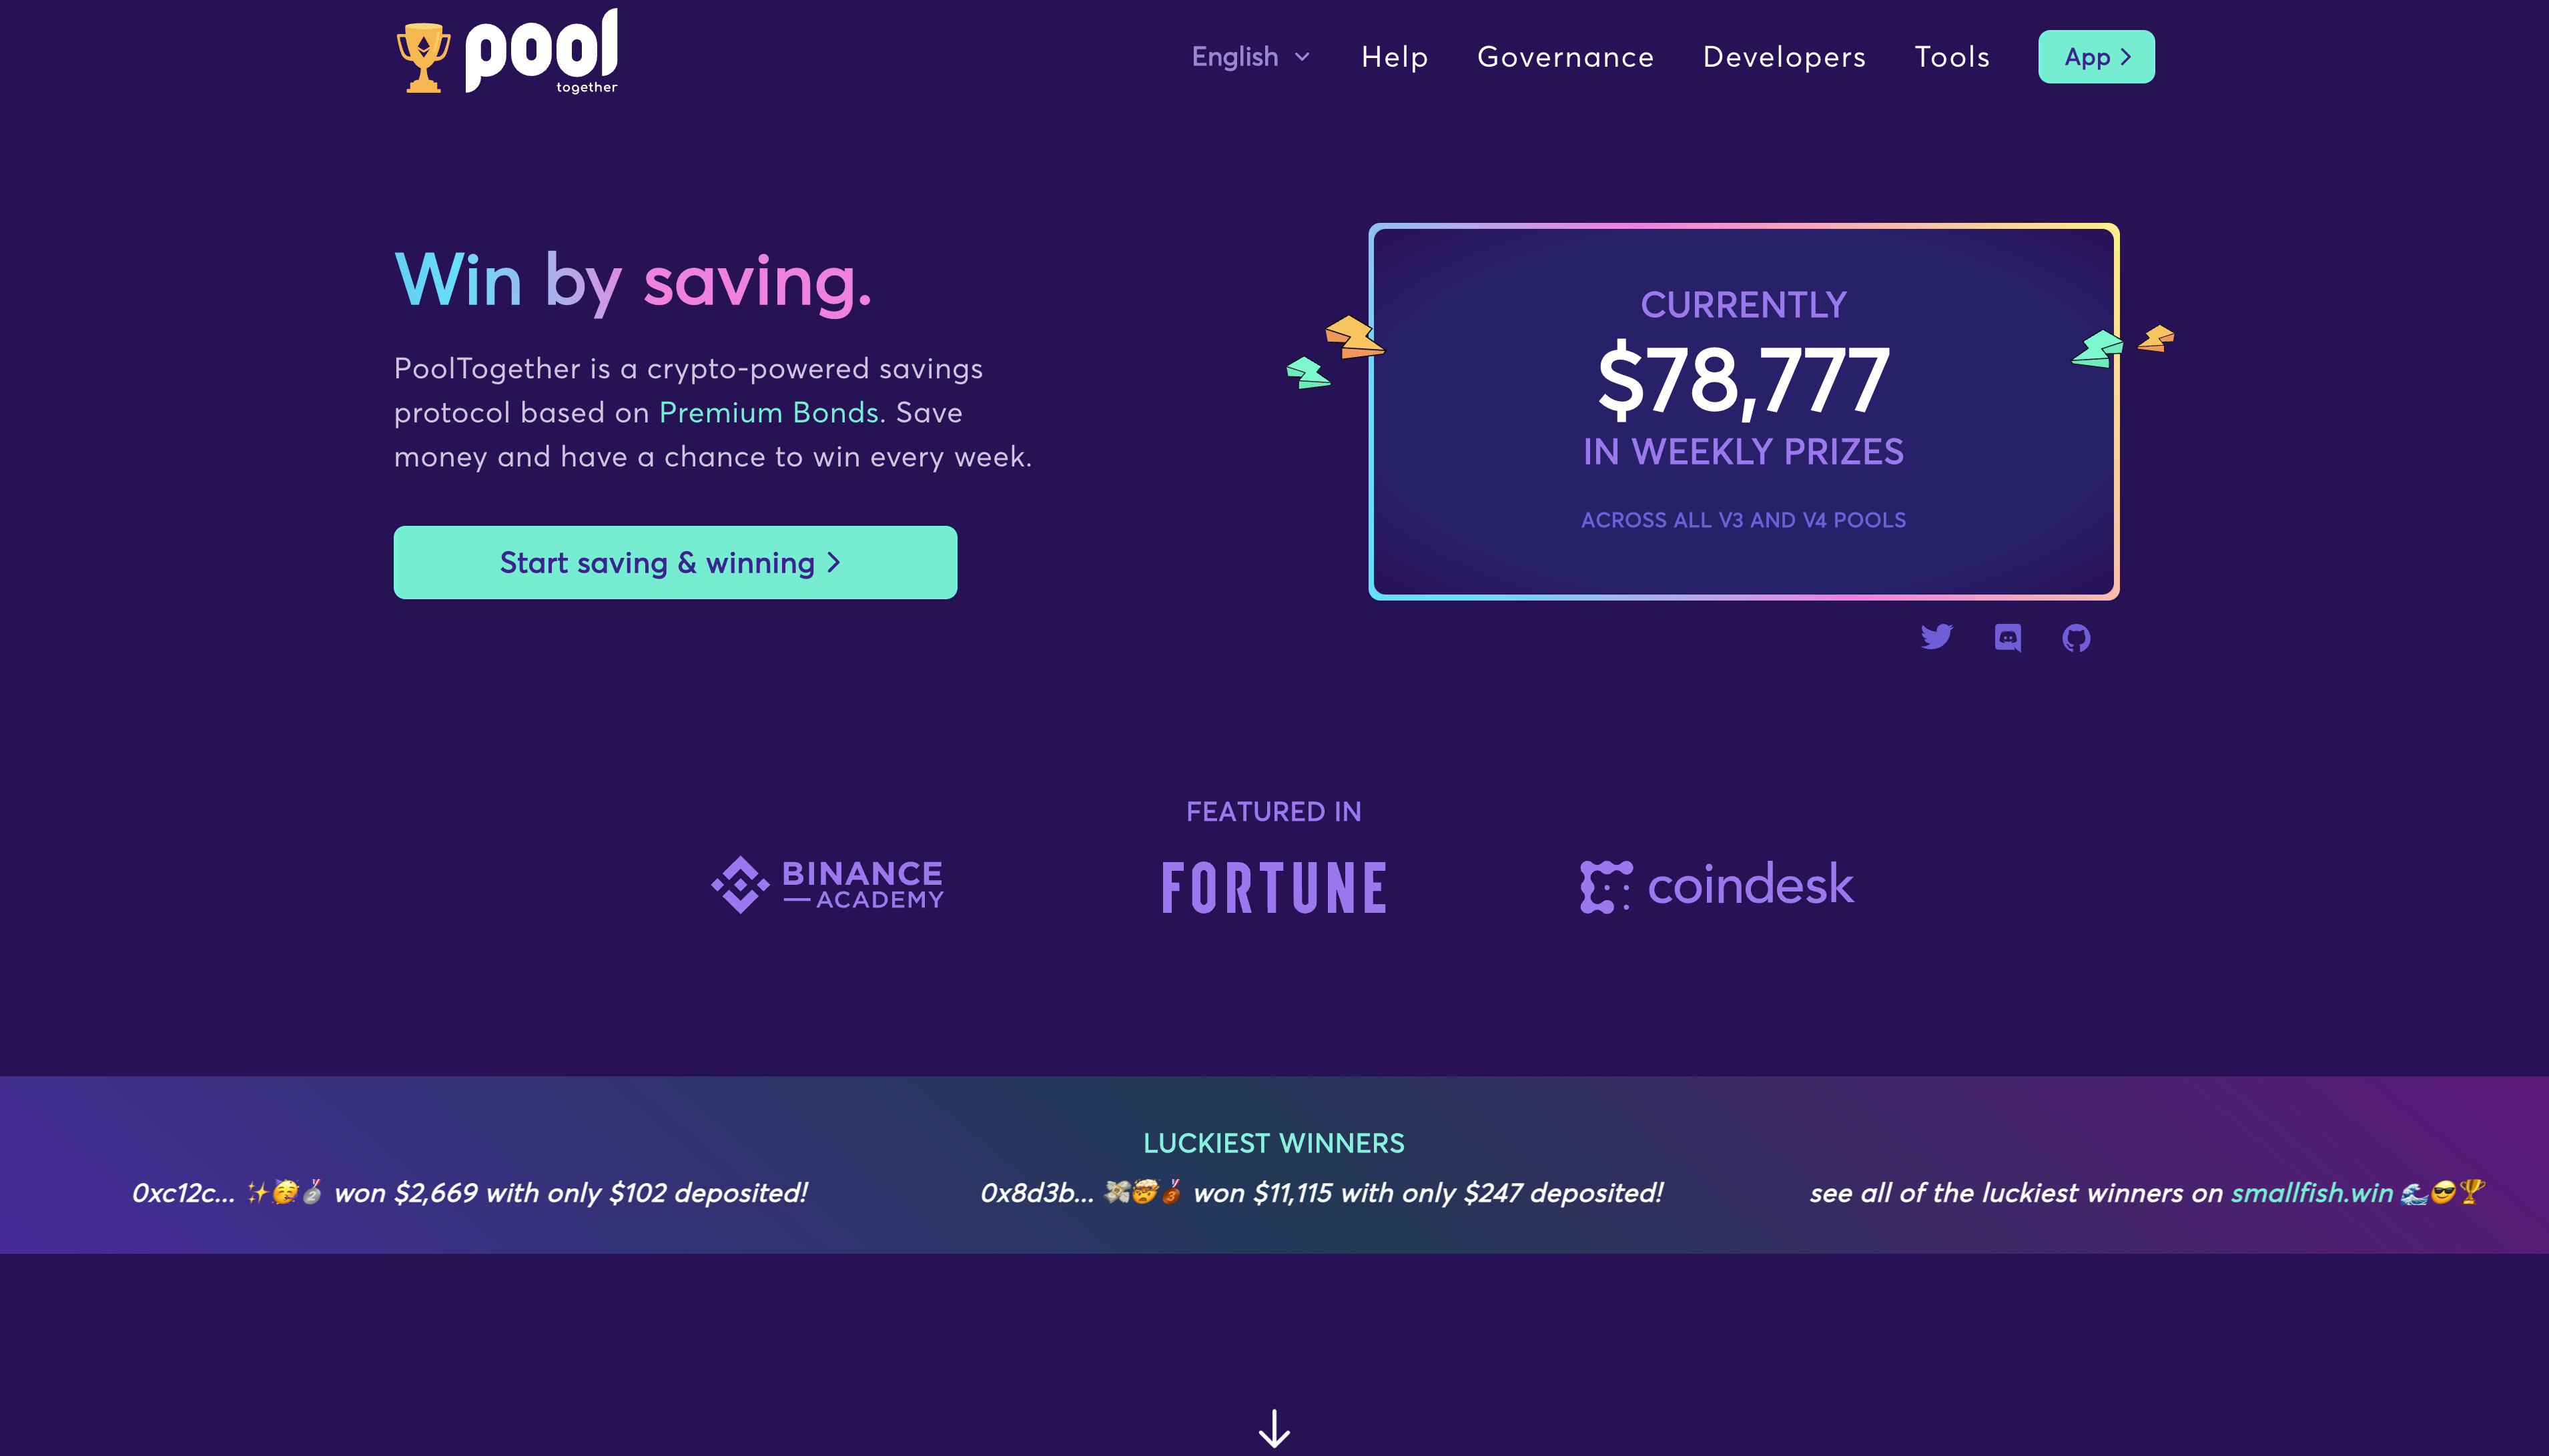 pool
together
English
Help
Governance
Developers
Tools
App
Win by saving.
PoolTogether is a crypto-powered savings
protocol based on Premium Bonds. Save
money and have a chance to win every week.
Start saving & winning
CURRENTLY
$78,777
IN WEEKLY PRIZES
ACROSS ALL V3 AND V4 POOLS
FEATURED IN
BINANCE
ACADEMY
FORTUNE
coindesk
LUCKIEST WINNERS
0xc12c... ✨🥳🥈 won $2,669 with only $102 deposited!
0x8d3b... 💸🤯🥉 won $11,115 with only $247 deposited!
see all of the luckiest winners on smallfish.win 🌊😎🏆